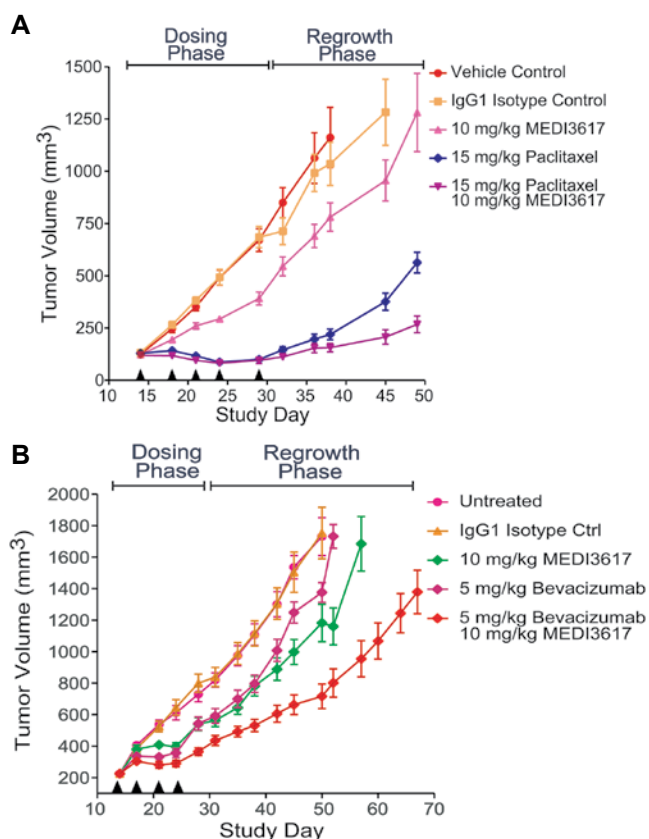 A
Dosing
Phase
Regrowth
Phase
1500
1250
1000
750
500
250
0
Tumor Volume (mm3)
10 15 20 25 30 35 40 45 50
Study Day
Vehicle Control
IgG1 Isotype Control
10 mg/kg MEDI3617
15 mg/kg Paclitaxel
15 mg/kg Paclitaxel
10 mg/kg MEDI3617
B
Dosing
Phase
Regrowth
Phase
2000
1800
1600
1400
1200
1000
800
600
400
200
Tumor Volume (mm3)
10 20 30 40 50 60 70
Study Day
Untreated
IgG1 Isotype Ctrl
10 mg/kg MEDI3617
5 mg/kg Bevacizumab
5 mg/kg Bevacizumab
10 mg/kg MEDI3617